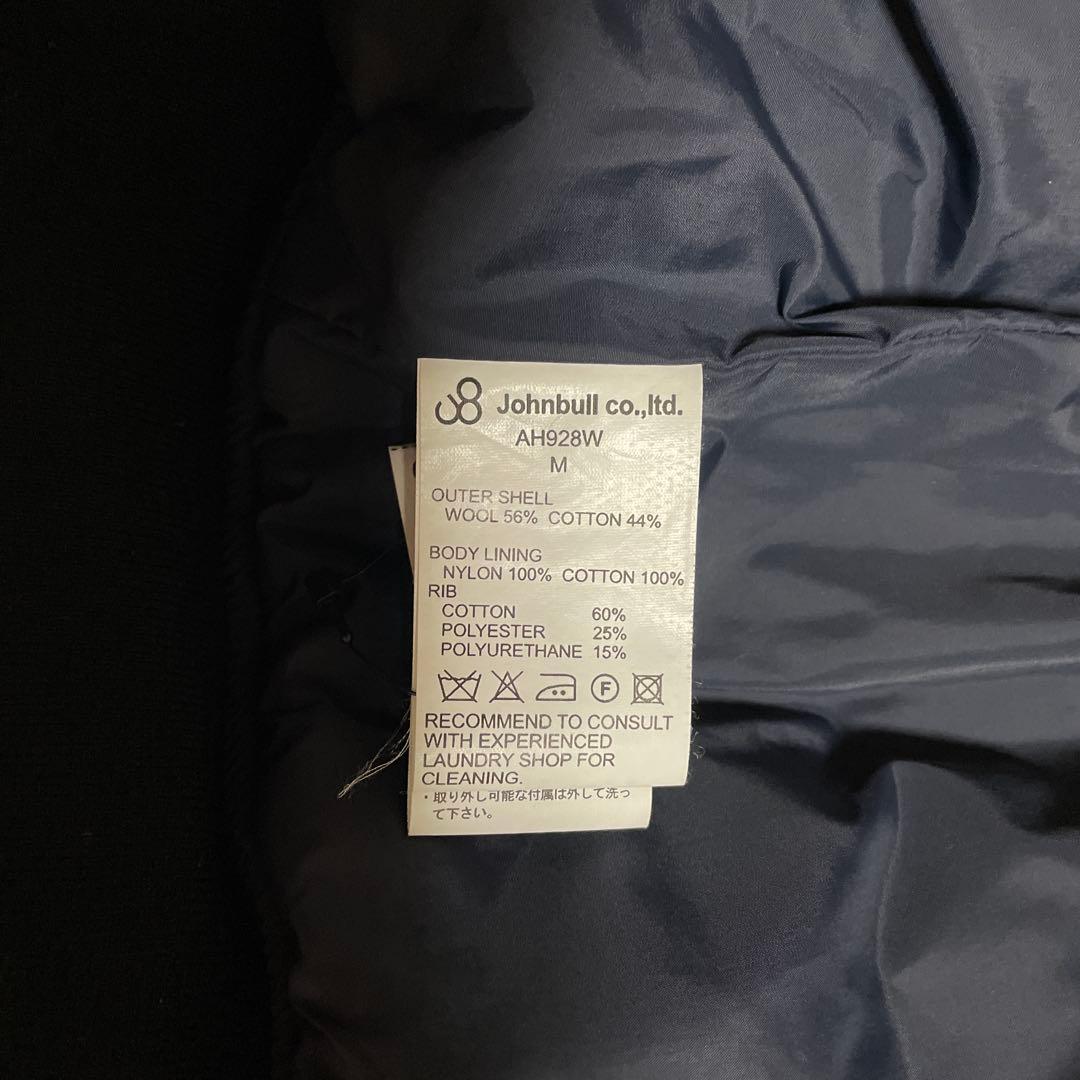 Johnbull co.,ltd.
AH928W
M
OUTER SHELL
WOOL 56% COTTON 44%
BODY LINING
NYLON 100% COTTON 100%
RIB
COTTON 60%
POLYESTER 25%
POLYURETHANE 15%
F
RECOMMEND TO CONSULT
WITH EXPERIENCED
LAUNDRY SHOP FOR
CLEANING.
・取り外し可能な付属は外して洗っ
て下さい。